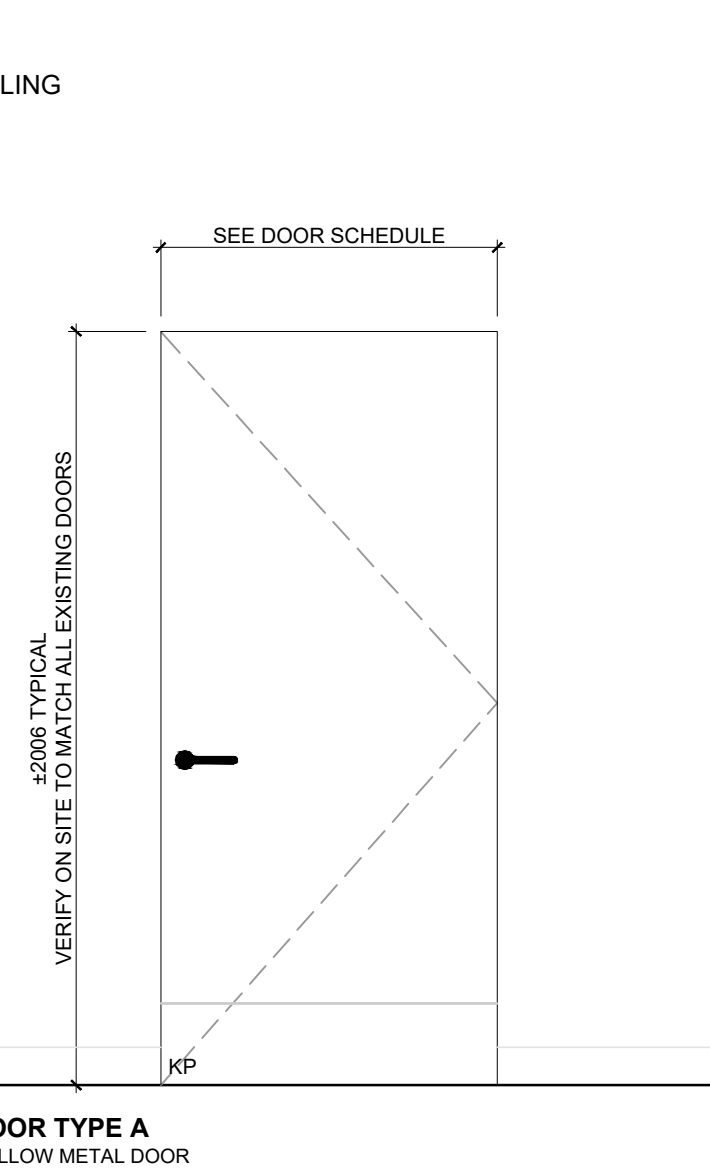 LING
SEE DOOR SCHEDULE
±2006 TYPICAL
VERIFY ON SITE TO MATCH ALL EXISTING DOORS
KP
OOR TYPE A
LLOW METAL DOOR